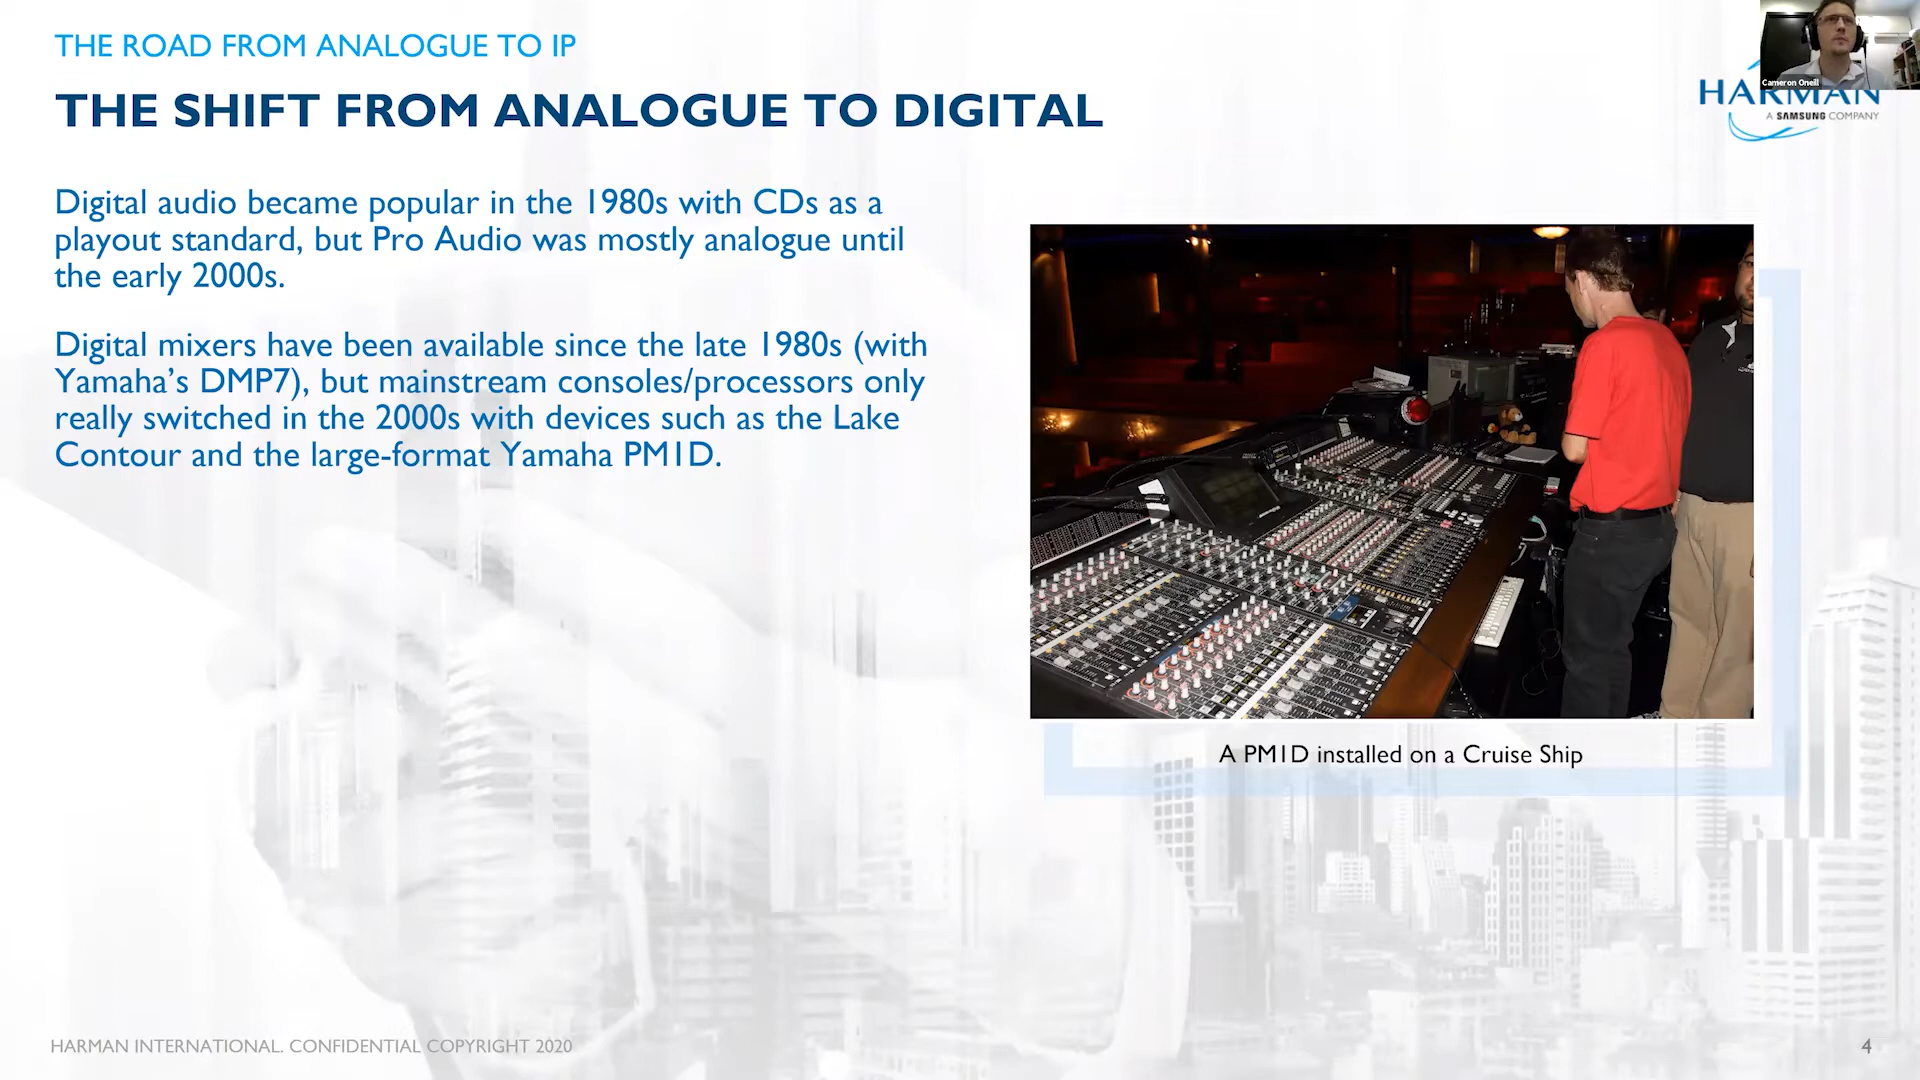 THE ROAD FROM ANALOGUE TO IP
THE SHIFT FROM ANALOGUE TO DIGITAL
Cameron Oneill
HARMAN
A SAMSUNG COMPANY
Digital audio became popular in the 1980s with CDs as a
playout standard, but Pro Audio was mostly analogue until
the early 2000s.
Digital mixers have been available since the late 1980s (with
Yamaha’s DMP7), but mainstream consoles/processors only
really switched in the 2000s with devices such as the Lake
Contour and the large-format Yamaha PM1D.
A PM1D installed on a Cruise Ship
HARMAN INTERNATIONAL. CONFIDENTIAL COPYRIGHT 2020
4